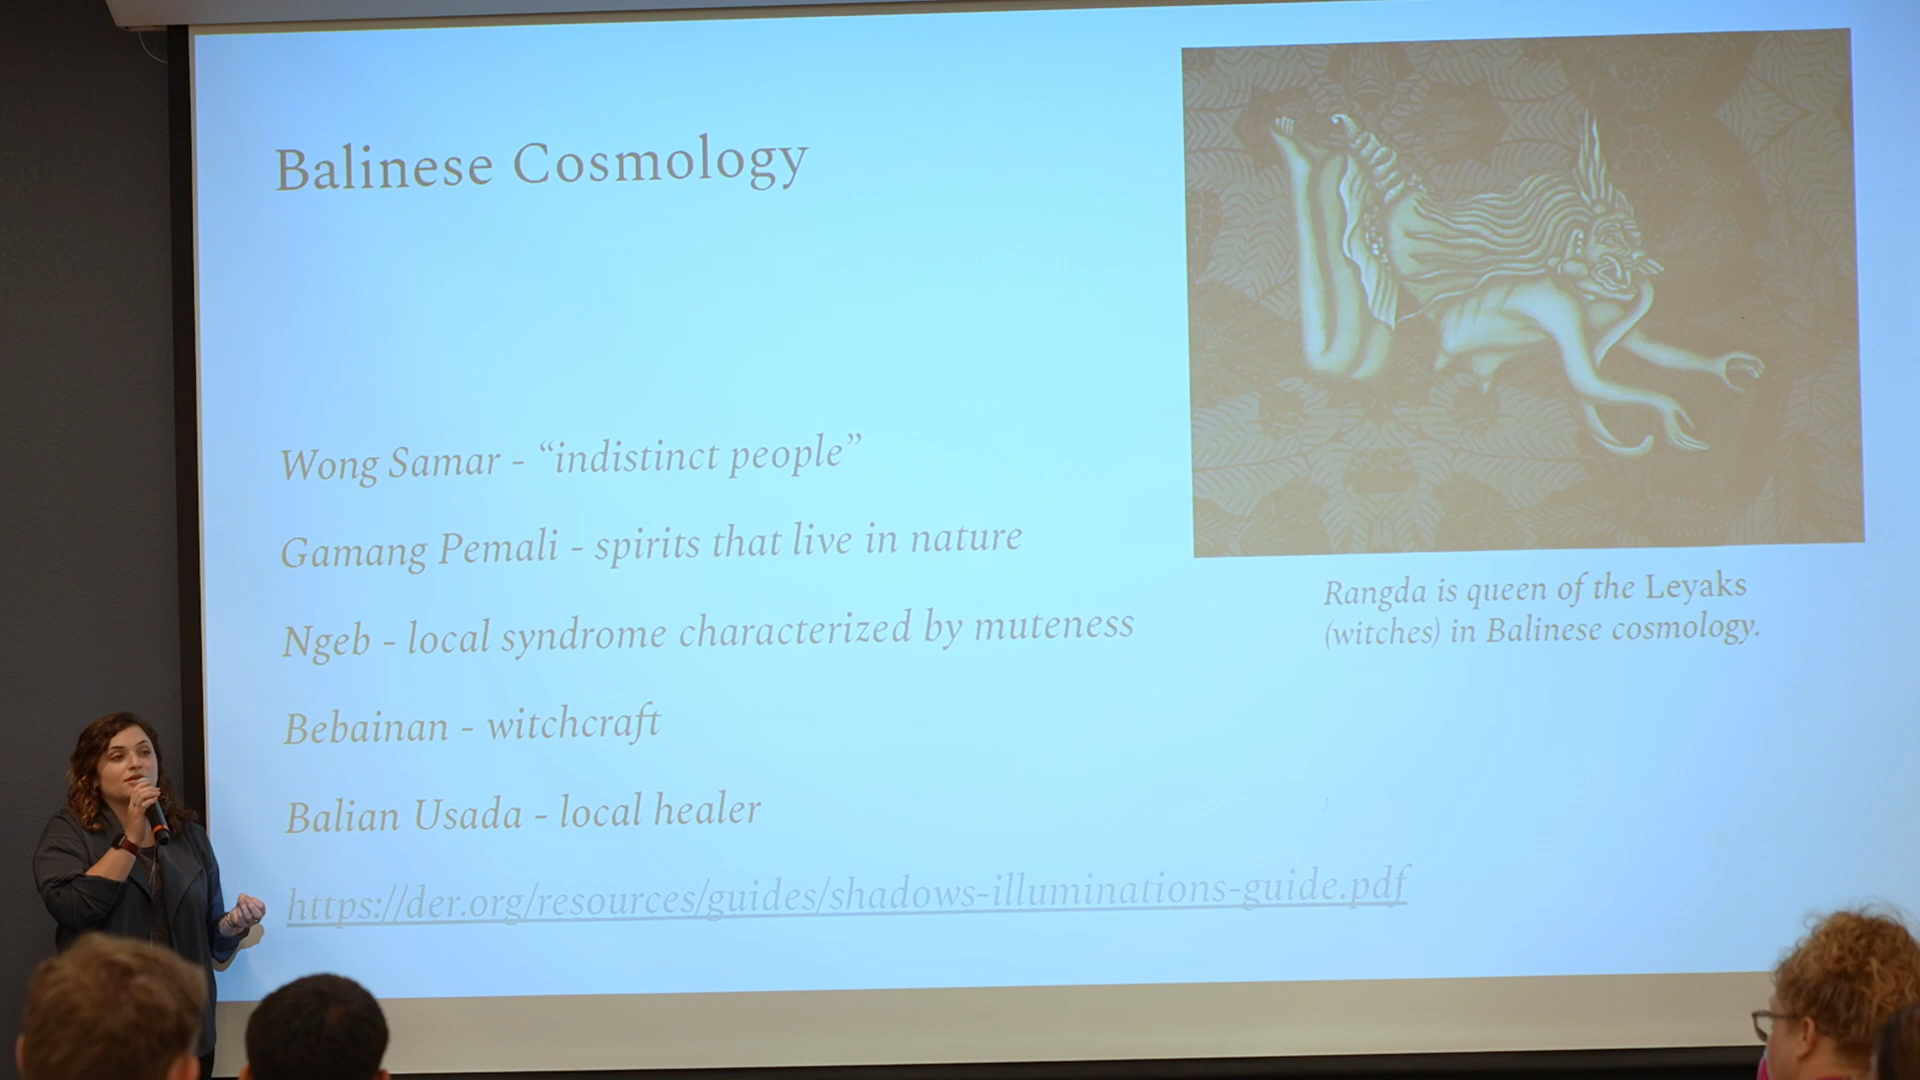 Balinese Cosmology
Wong Samar - “indistinct people”
Gamang Pemali - spirits that live in nature
Ngeb - local syndrome characterized by muteness
Bebainan - witchcraft
Balian Usada - local healer
https://der.org/resources/guides/shadows-illuminations-guide.pdf
Rangda is queen of the Leyaks
(witches) in Balinese cosmology.